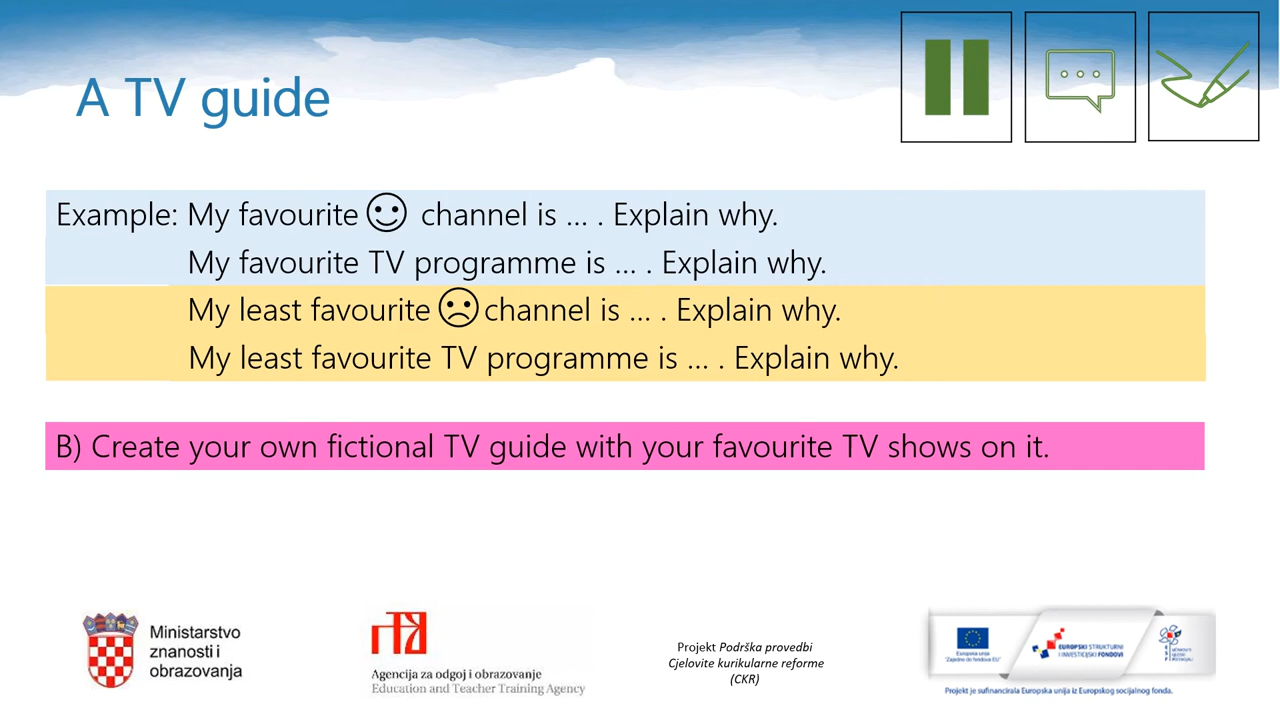 A TV guide
Example: My favourite channel is ... . Explain why.
My favourite TV programme is ... . Explain why.
My least favourite channel is ... . Explain why.
My least favourite TV programme is ... . Explain why.
B) Create your own fictional TV guide with your favourite TV shows on it.
Ministarstvo
znanosti i
obrazovanja
Agencija za odgoj i obrazovanje
Education and Teacher Training Agency
Projekt Podrška provedbi
Cjelovite kurikularne reforme
(CKR)
Europska unija
"Zajedno do fondova EU"
EUROPSKI STRUKTURNI
I INVESTICIJSKI FONDOVI
Projekt je sufinancirala Europska unija iz Europskog socijalnog fonda.